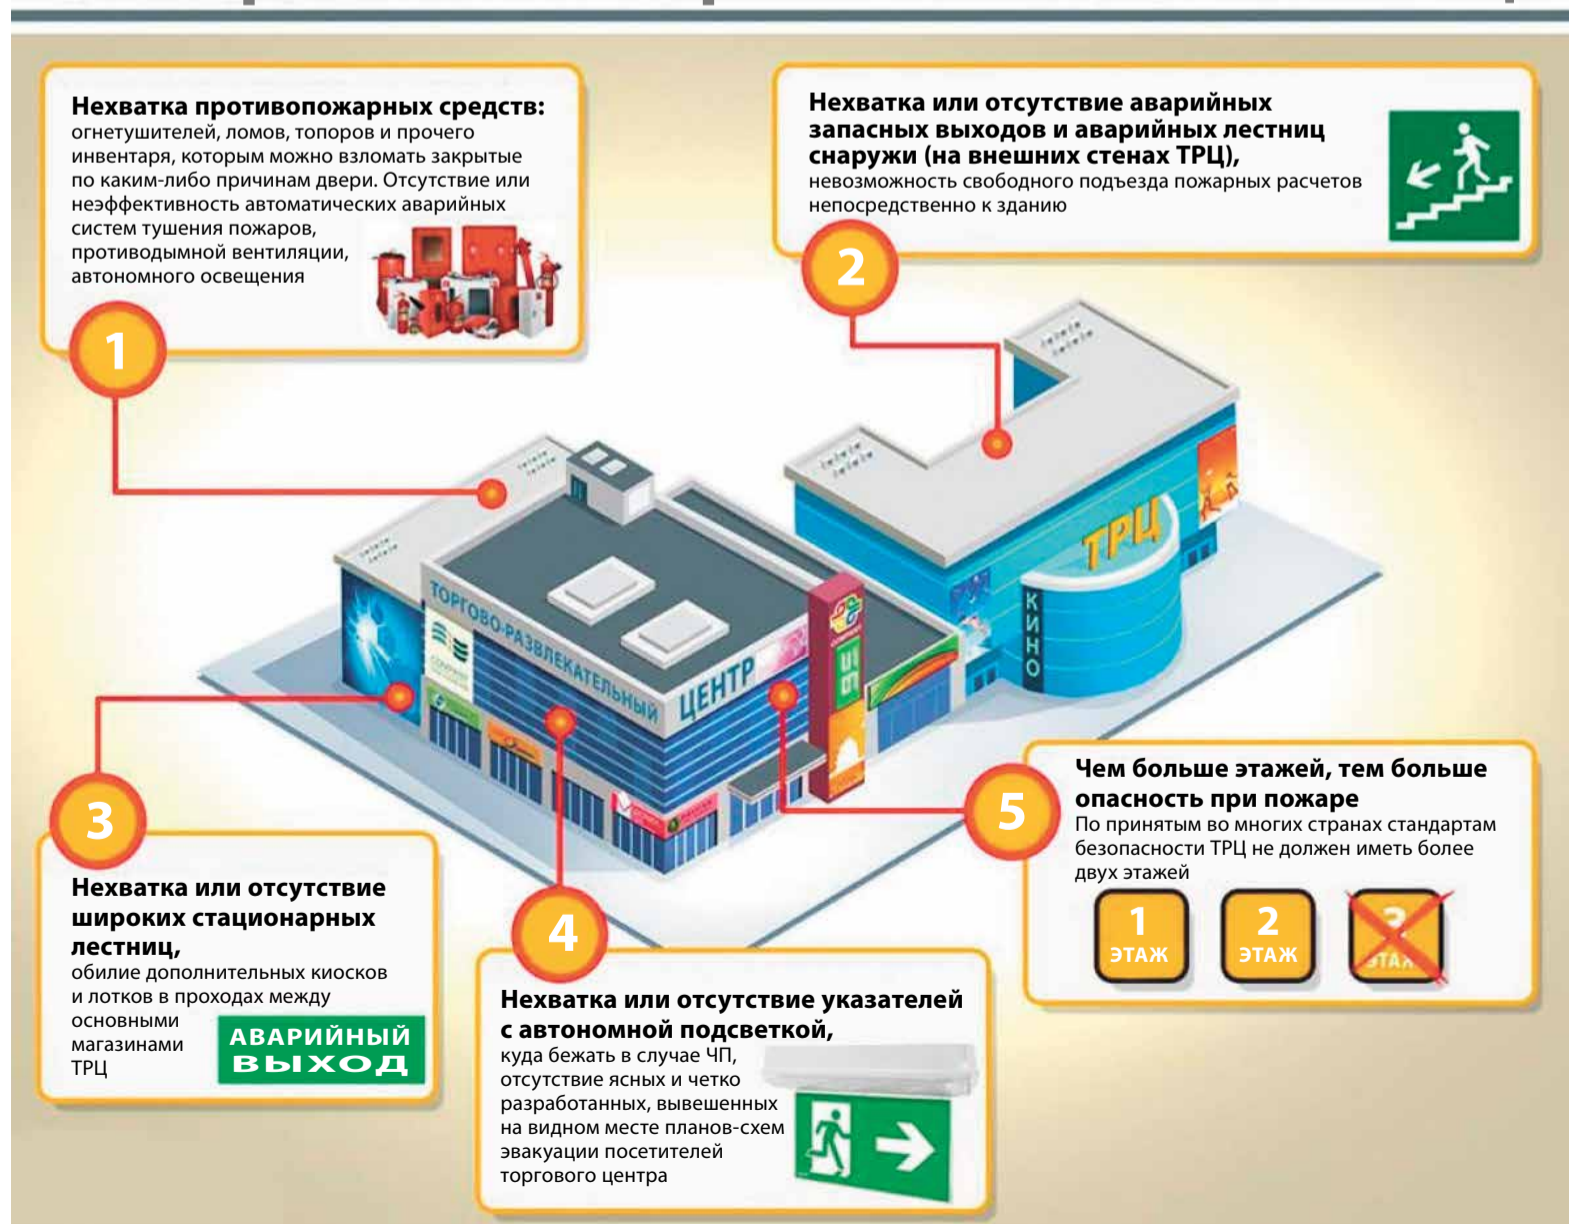 Нехватка противопожарных средств:
огнетушителей, ломов, топоров и прочего
инвентаря, которым можно взломать закрытые
по каким-либо причинам двери. Отсутствие или
неэффективность автоматических аварийных
систем тушения пожаров,
противодымной вентиляции,
автономного освещения
1
Нехватка или отсутствие аварийных
запасных выходов и аварийных лестниц
снаружи (на внешних стенах ТРЦ),
невозможность свободного подъезда пожарных расчетов
непосредственно к зданию
2
ТРЦ
КИНО
ТОРГОВО-РАЗВЛЕКАТЕЛЬНЫЙ
ЦЕНТР
3
Нехватка или отсутствие
широких стационарных
лестниц,
обилие дополнительных киосков
и лотков в проходах между
основными
магазинами
ТРЦ
АВАРИЙНЫЙ
ВЫХОД
4
Нехватка или отсутствие указателей
с автономной подсветкой,
куда бежать в случае ЧП,
отсутствие ясных и четко
разработанных, вывешенных
на видном месте планов-схем
эвакуации посетителей
торгового центра
5
Чем больше этажей, тем больше
опасность при пожаре
По принятым во многих странах стандартам
безопасности ТРЦ не должен иметь более
двух этажей
1
ЭТАЖ
2
ЭТАЖ
3
ЭТАЖ